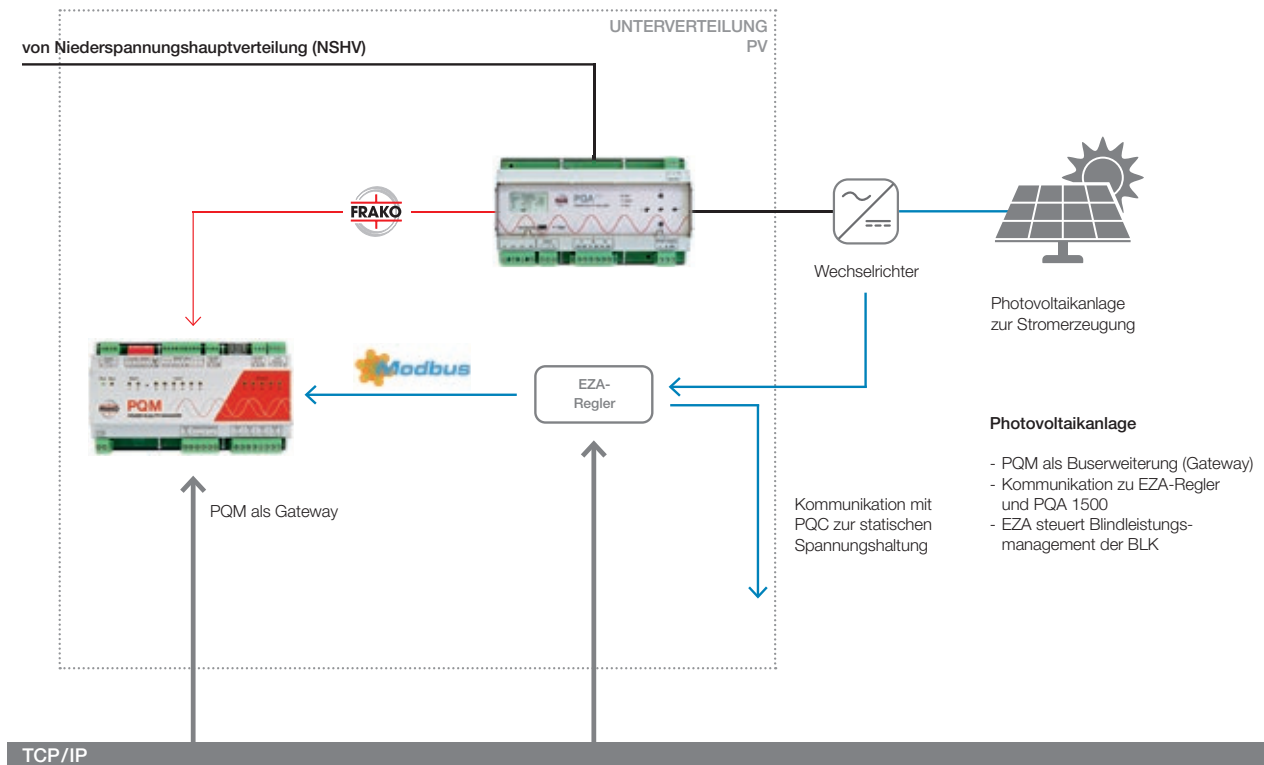 UNTERVERTEILUNG
PV
von Niederspannungshauptverteilung (NSHV)
PQA
FRAKO
Wechselrichter
Photovoltaikanlage
zur Stromerzeugung
Modbus
EZA-
Regler
PQM
PQM als Gateway
Kommunikation mit
PQC zur statischen
Spannungshaltung
Photovoltaikanlage
- PQM als Buserweiterung (Gateway)
- Kommunikation zu EZA-Regler
und PQA 1500
- EZA steuert Blindleistungs-
management der BLK
TCP/IP